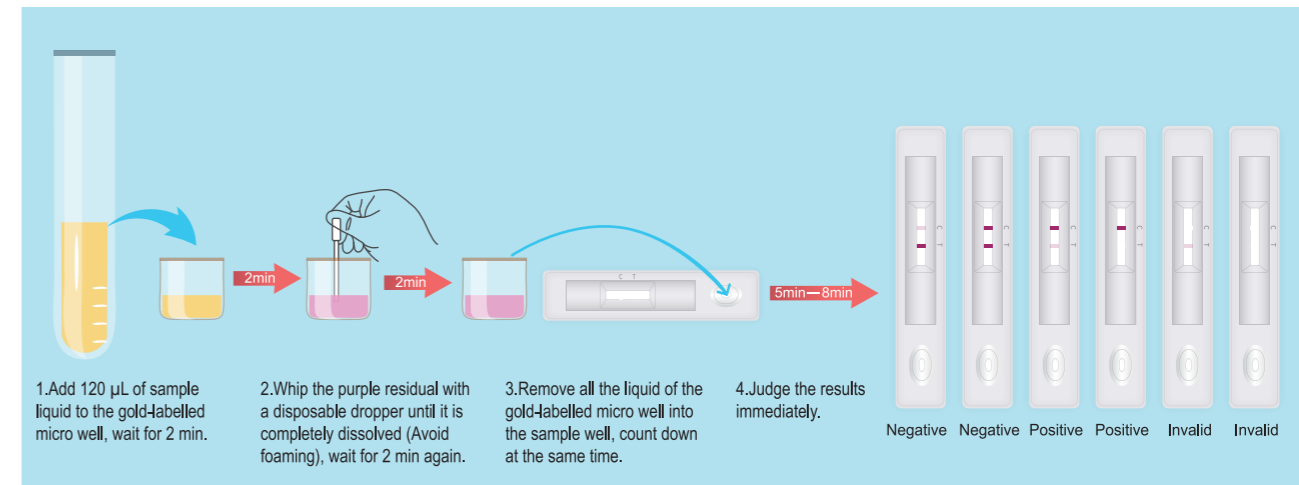 2min
2min
C T
5min—8min
C T
C T
C T
C T
C T
C T
1.Add 120 μL of sample
liquid to the gold-labelled
micro well, wait for 2 min.
2.Whip the purple residual with
a disposable dropper until it is
completely dissolved (Avoid
foaming), wait for 2 min again.
3.Remove all the liquid of the
gold-labelled micro well into
the sample well, count down
at the same time.
4.Judge the results
immediately.
Negative Negative Positive Positive Invalid Invalid